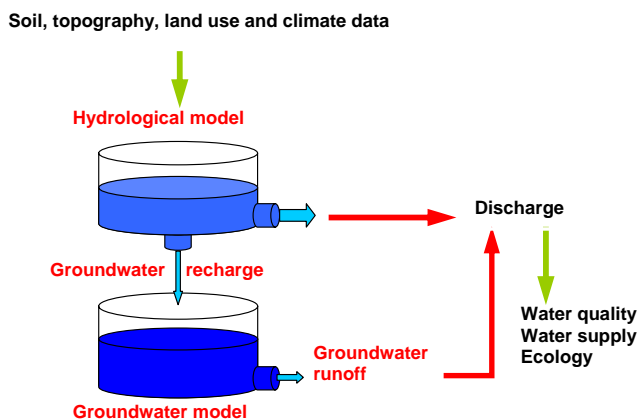 Soil, topography, land use and climate data
Hydrological model
Discharge
Groundwater recharge
Water quality
Water supply
Ecology
Groundwater
runoff
Groundwater model